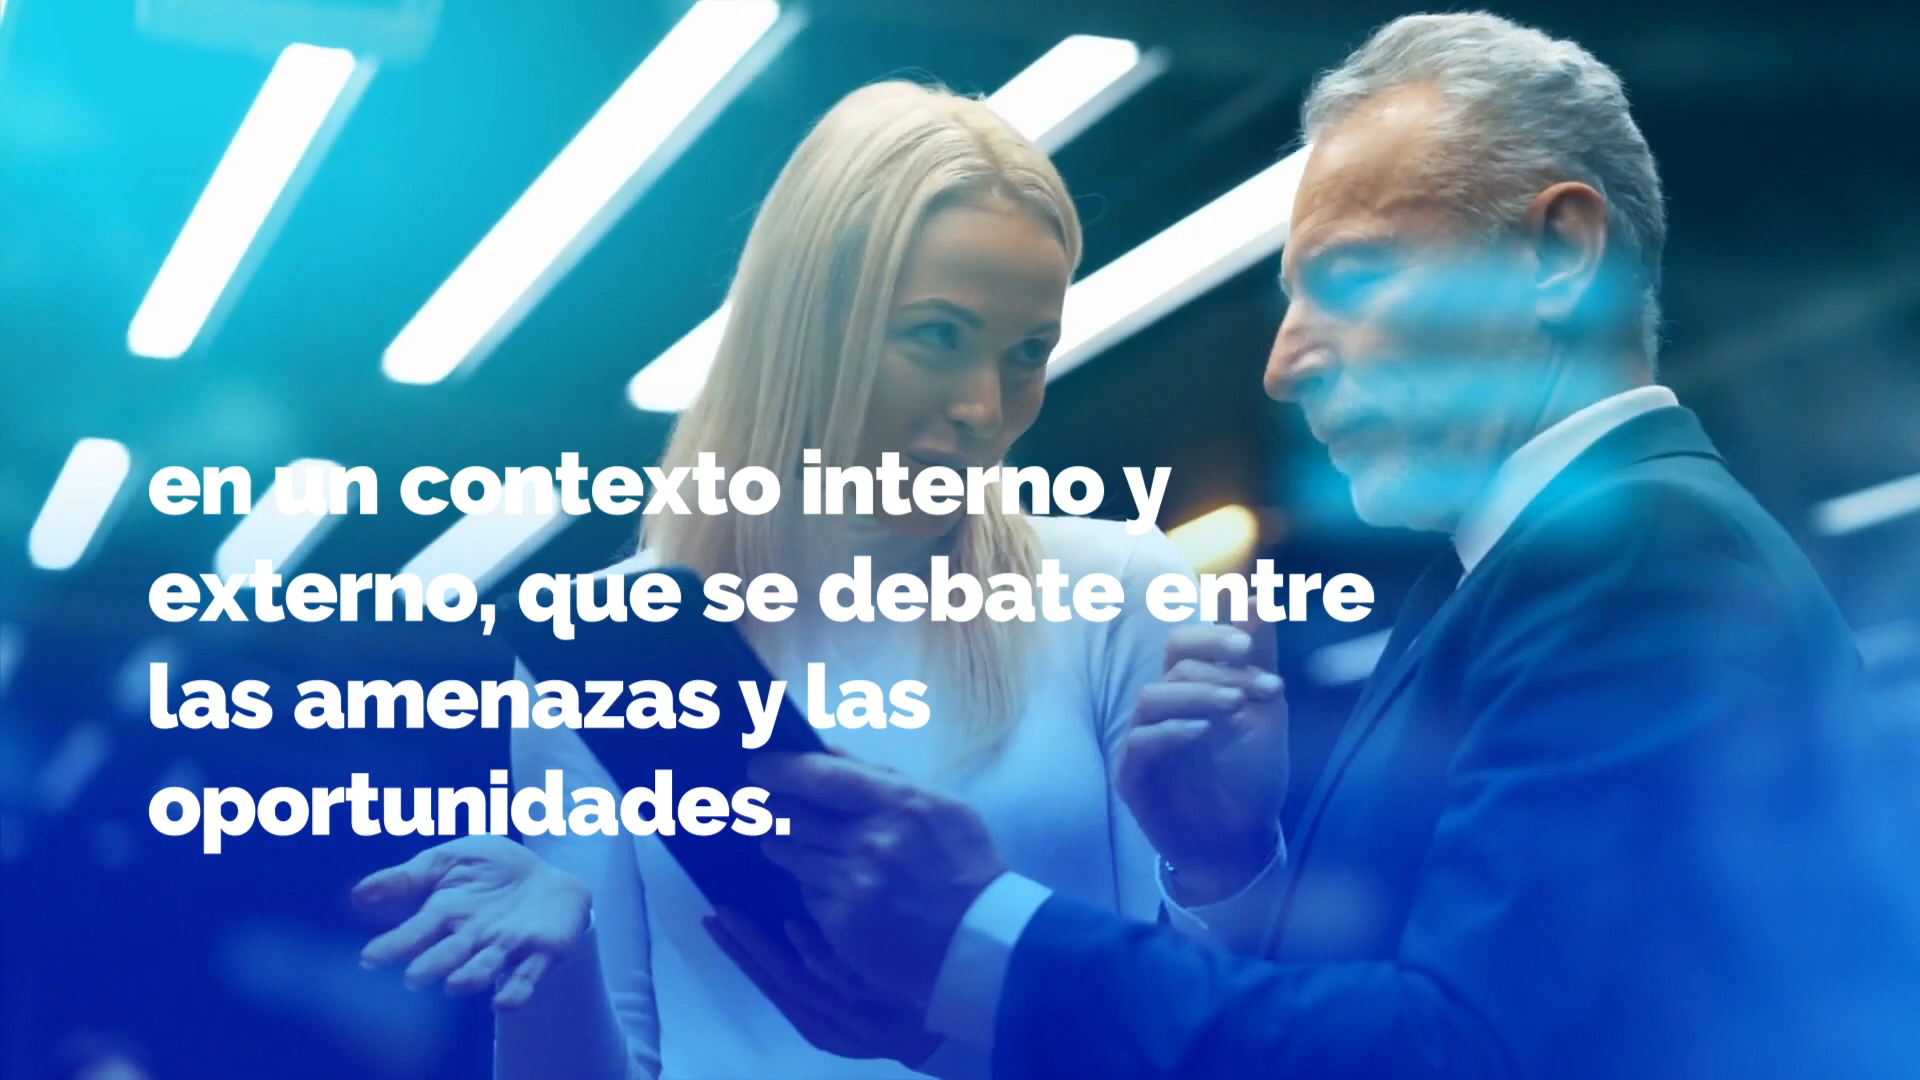 en un contexto interno y
externo, que se debate entre
las amenazas y las
oportunidades.